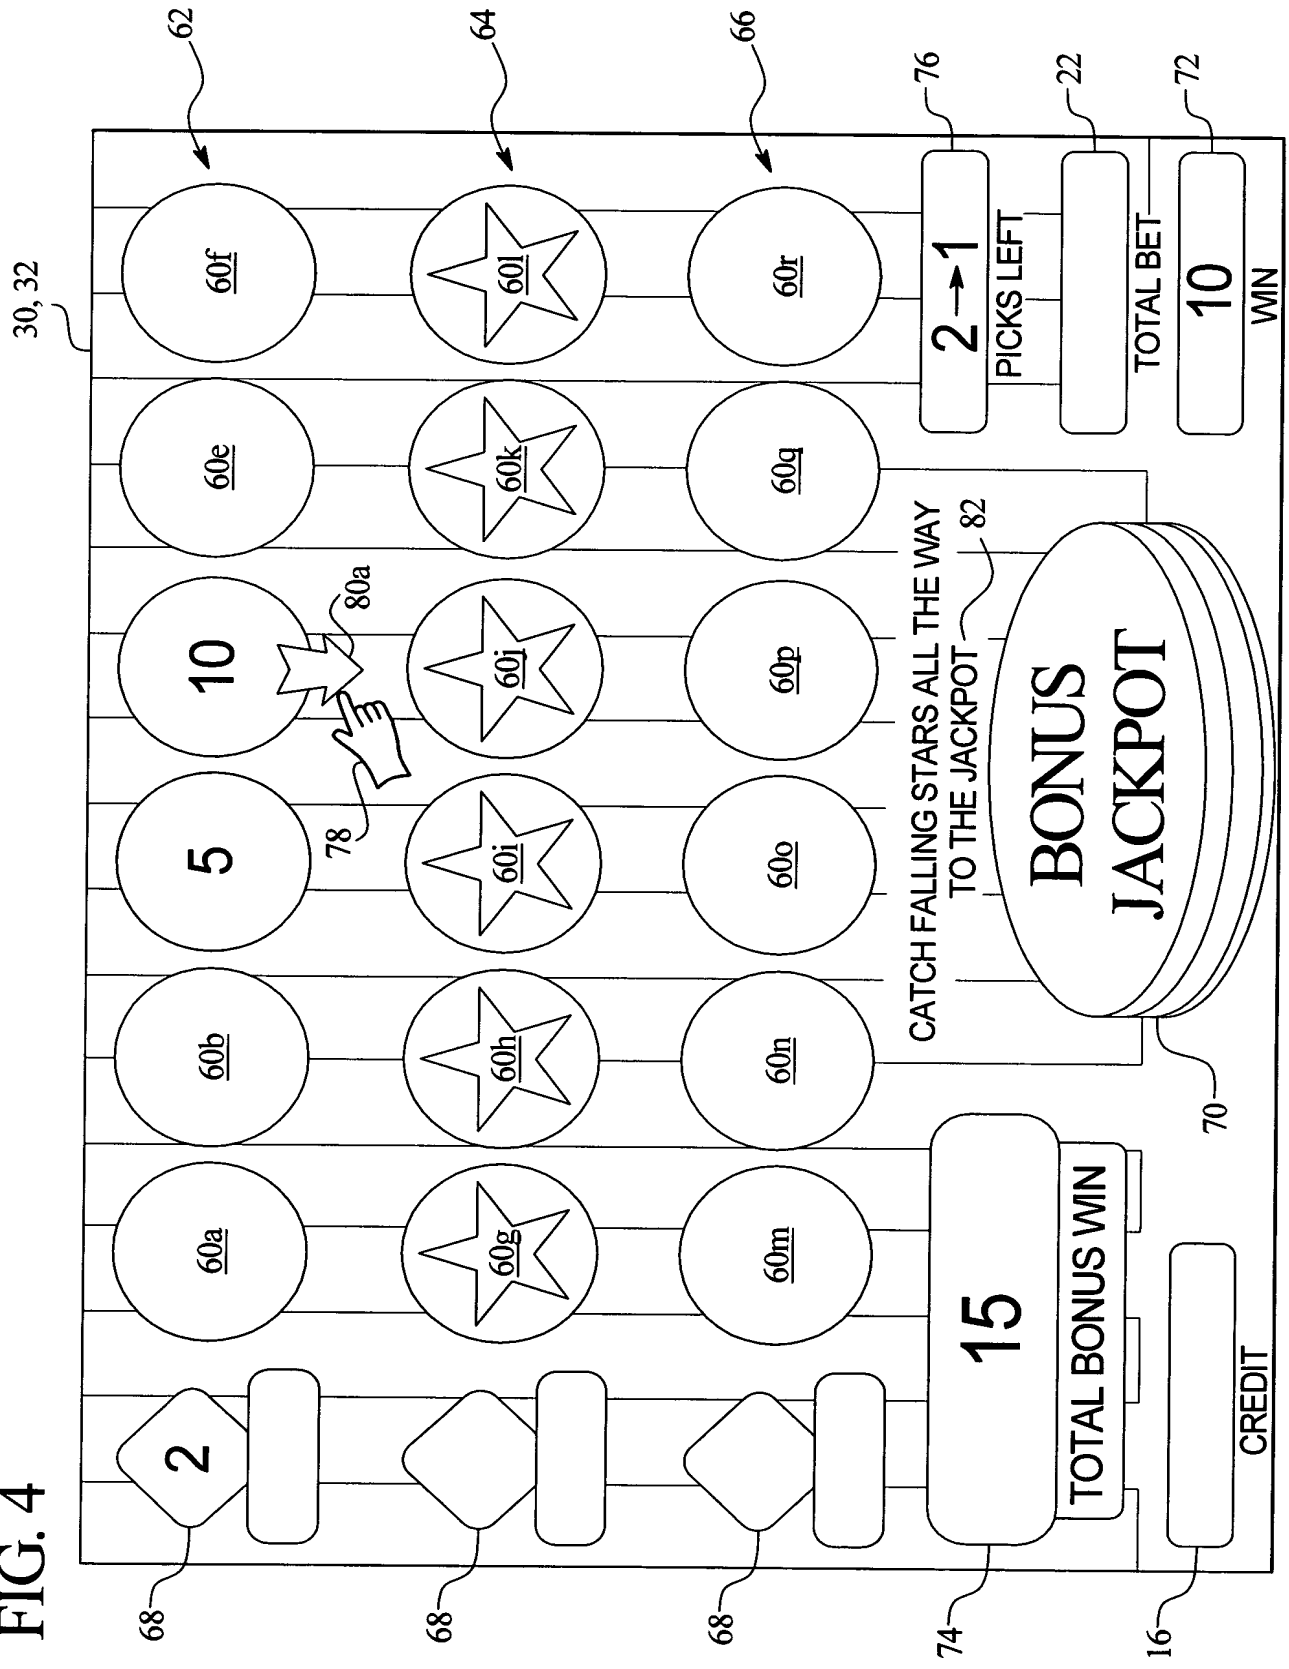 FIG. 4
30, 32
68
2
60a
60b
5
10
60e
60f
62
78
80a
68
60g
60h
60i
60j
60k
60l
64
68
60m
60n
60o
60p
60q
60r
66
74
15
TOTAL BONUS WIN
CATCH FALLING STARS ALL THE WAY
TO THE JACKPOT
82
2→1
PICKS LEFT
76
22
TOTAL BET
BONUS
JACKPOT
70
16
CREDIT
10
WIN
72